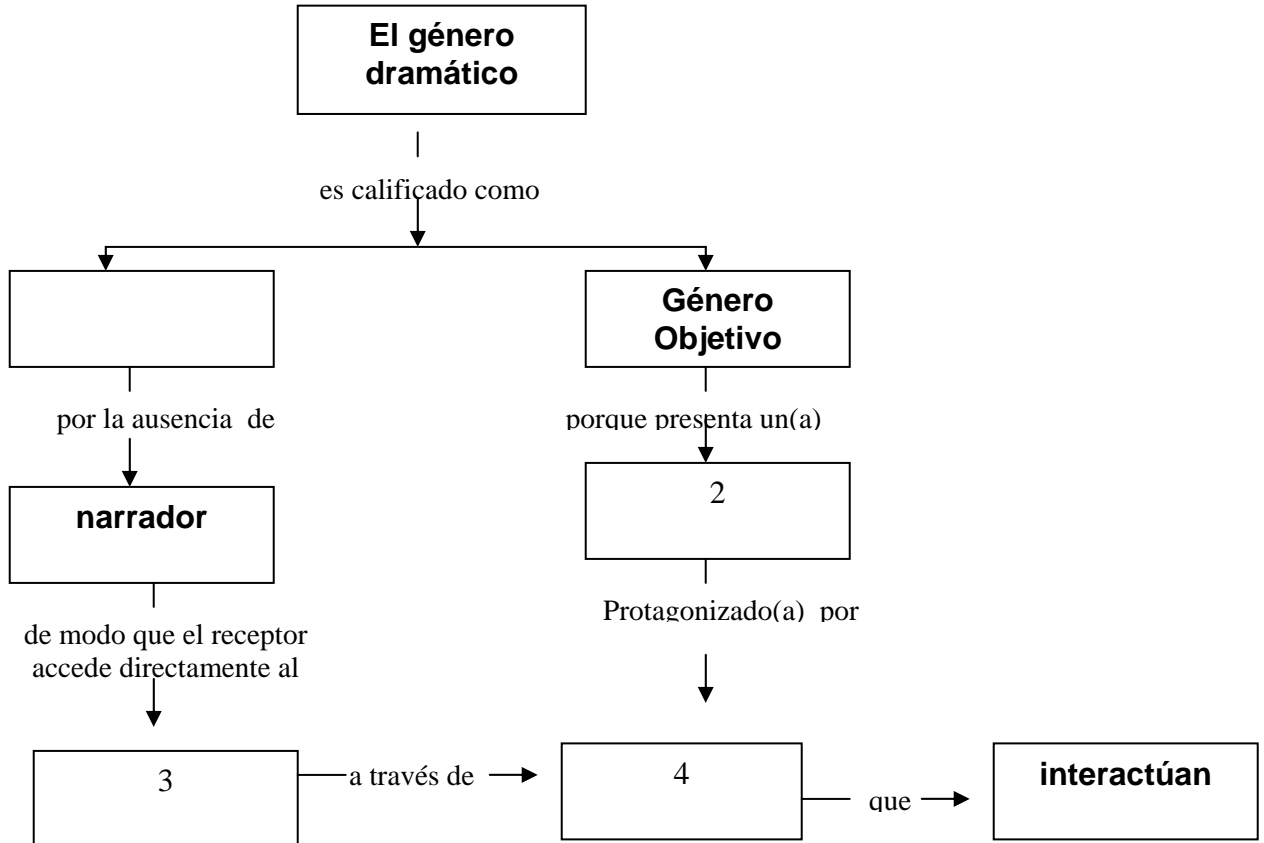 El género
dramático
es calificado como
Género
Objetivo
por la ausencia  de
porque presenta un(a)
narrador
2
de modo que el receptor
accede directamente al
Protagonizado(a)  por
3
a través de
4
que
interactúan